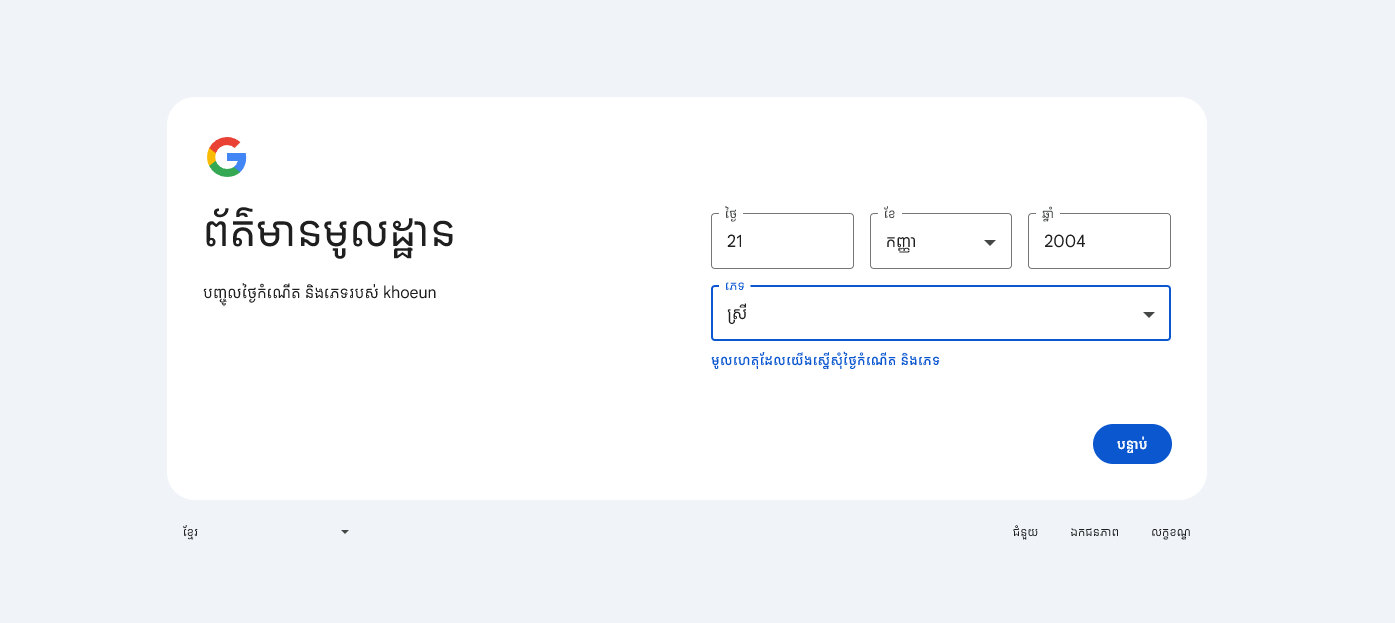 ព័ត៌មានមូលដ្ឋាន
បញ្ចូលថ្ងៃកំណើត និងភេទរបស់ khoeun
ថ្ងៃ
21
ខែ
កញ្ញា
ឆ្នាំ
2004
ភេទ
ស្រី
មូលហេតុដែលយើងស្នើសុំថ្ងៃកំណើត និងភេទ
បន្ទាប់
ខ្មែរ
ជំនួយ
ឯកជនភាព
លក្ខខណ្ឌ